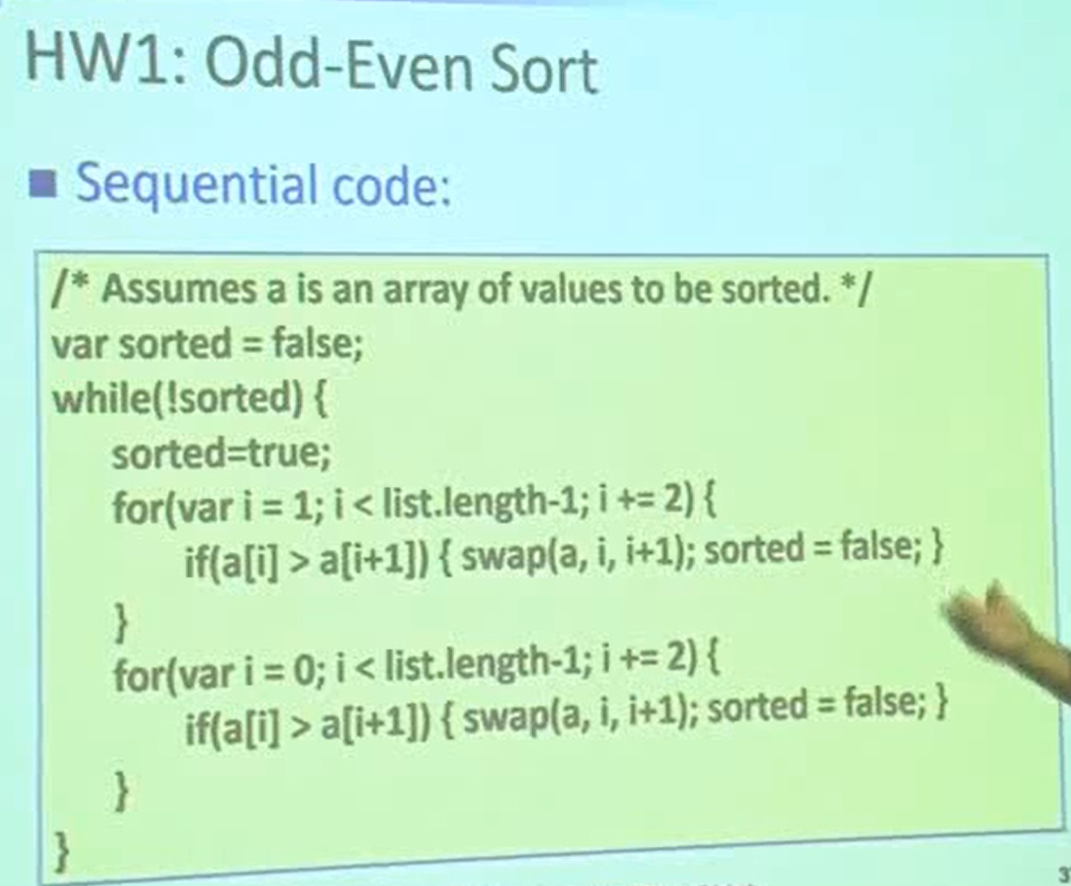 HW1: Odd-Even Sort
■ Sequential code:
/* Assumes a is an array of values to be sorted. */
var sorted = false;
while(!sorted) {
sorted=true;
for(var i = 1; i < list.length-1; i += 2) {
if(a[i] > a[i+1]) { swap(a, i, i+1); sorted = false; }
}
for(var i = 0; i < list.length-1; i += 2) {
if(a[i] > a[i+1]) { swap(a, i, i+1); sorted = false; }
}
}